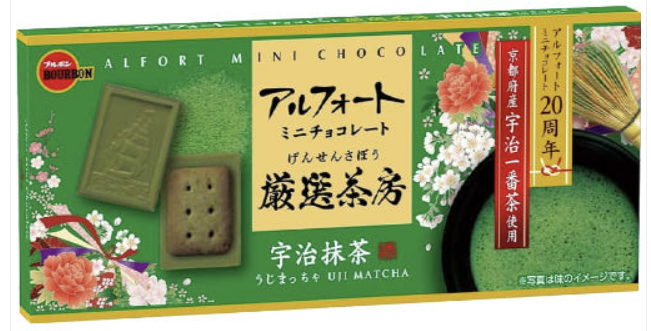 ブルボン
BOURBON
ALFORT MINI CHOCOLATE
アルフォート
ミニチョコレート
げんせんさぼう
厳選茶房
宇治抹茶
うじまっちゃ UJI MATCHA
京都府産宇治一番茶使用
アルフォート
ミニチョコレート
20周年
※写真は味のイメージです。